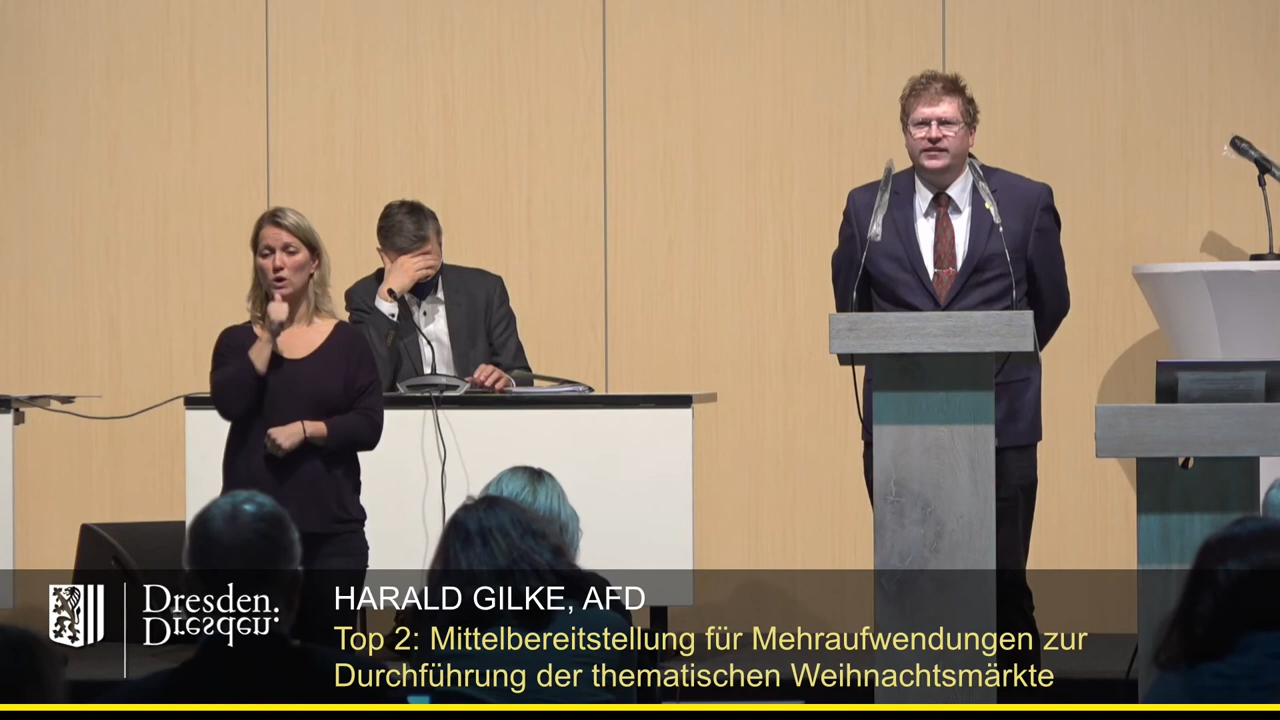 Dresden.
Dresden.
HARALD GILKE, AFD
Top 2: Mittelbereitstellung für Mehraufwendungen zur
Durchführung der thematischen Weihnachtsmärkte